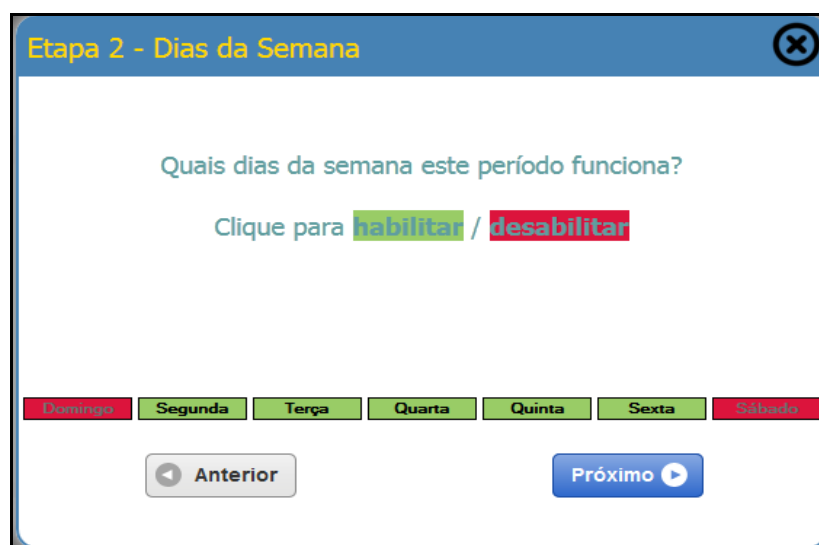 Etapa 2 - Dias da Semana
Quais dias da semana este período funciona?
Clique para habilitar / desabilitar
Domingo Segunda Terça Quarta Quinta Sexta Sábado
Anterior Próximo